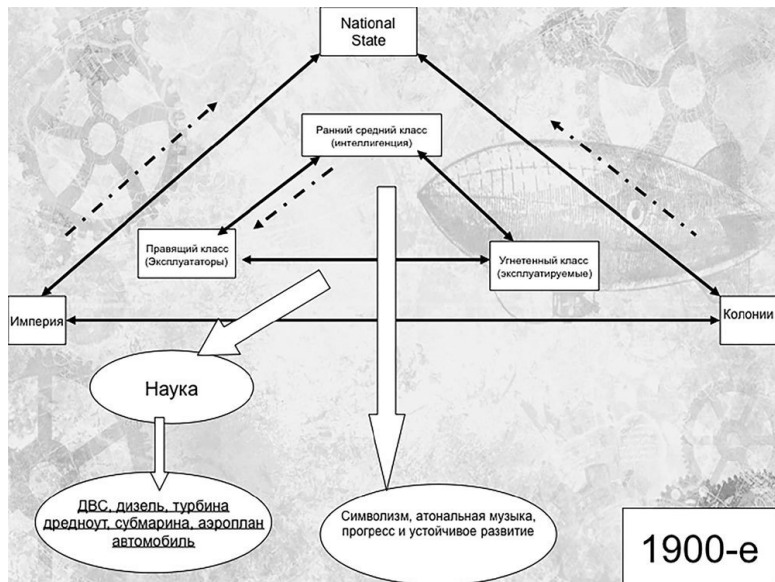 National
State
Ранний средний класс
(интеллигенция)
Правящий класс
(Эксплуататоры)
Угнетенный класс
(эксплуатируемые)
Империя
Колонии
Наука
ДВС, дизель, турбина
дредноут, субмарина, аэроплан
автомобиль
Символизм, атональная музыка,
прогресс и устойчивое развитие
1900-е